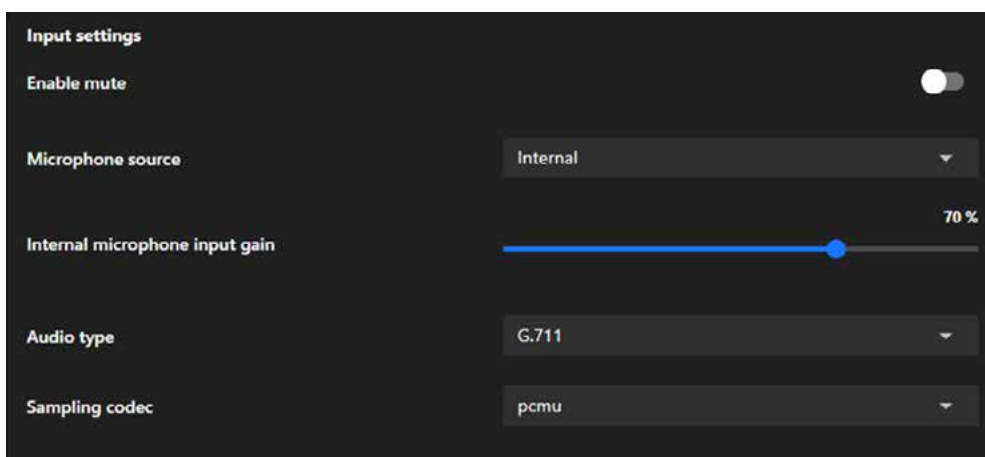 Input settings
Enable mute
Microphone source
Internal
70 %
Internal microphone input gain
Audio type
G.711
Sampling codec
pcmu